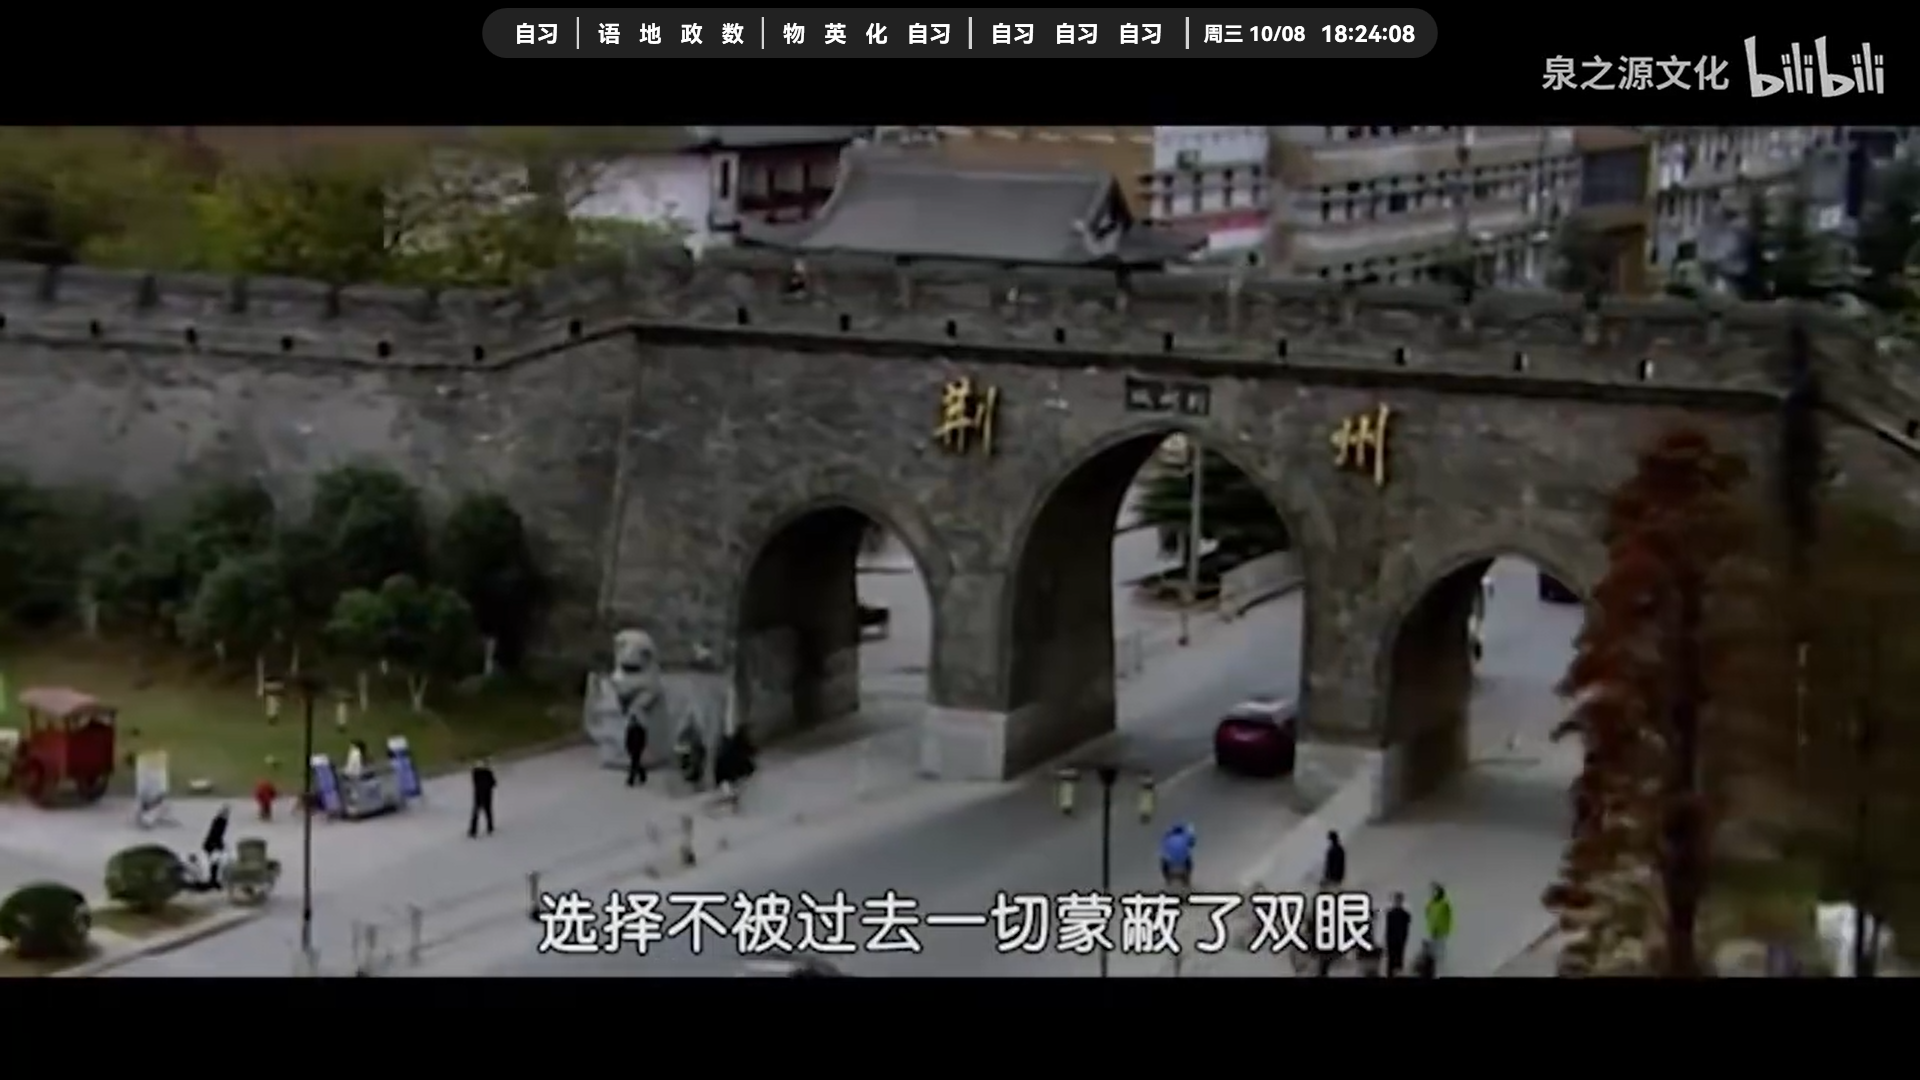 自习 | 语 地 政 数 | 物 英 化 自习 | 自习 自习 自习 | 周三 10/08 18:24:08
泉之源文化 bilibili
荆 州
选择不被过去一切蒙蔽了双眼